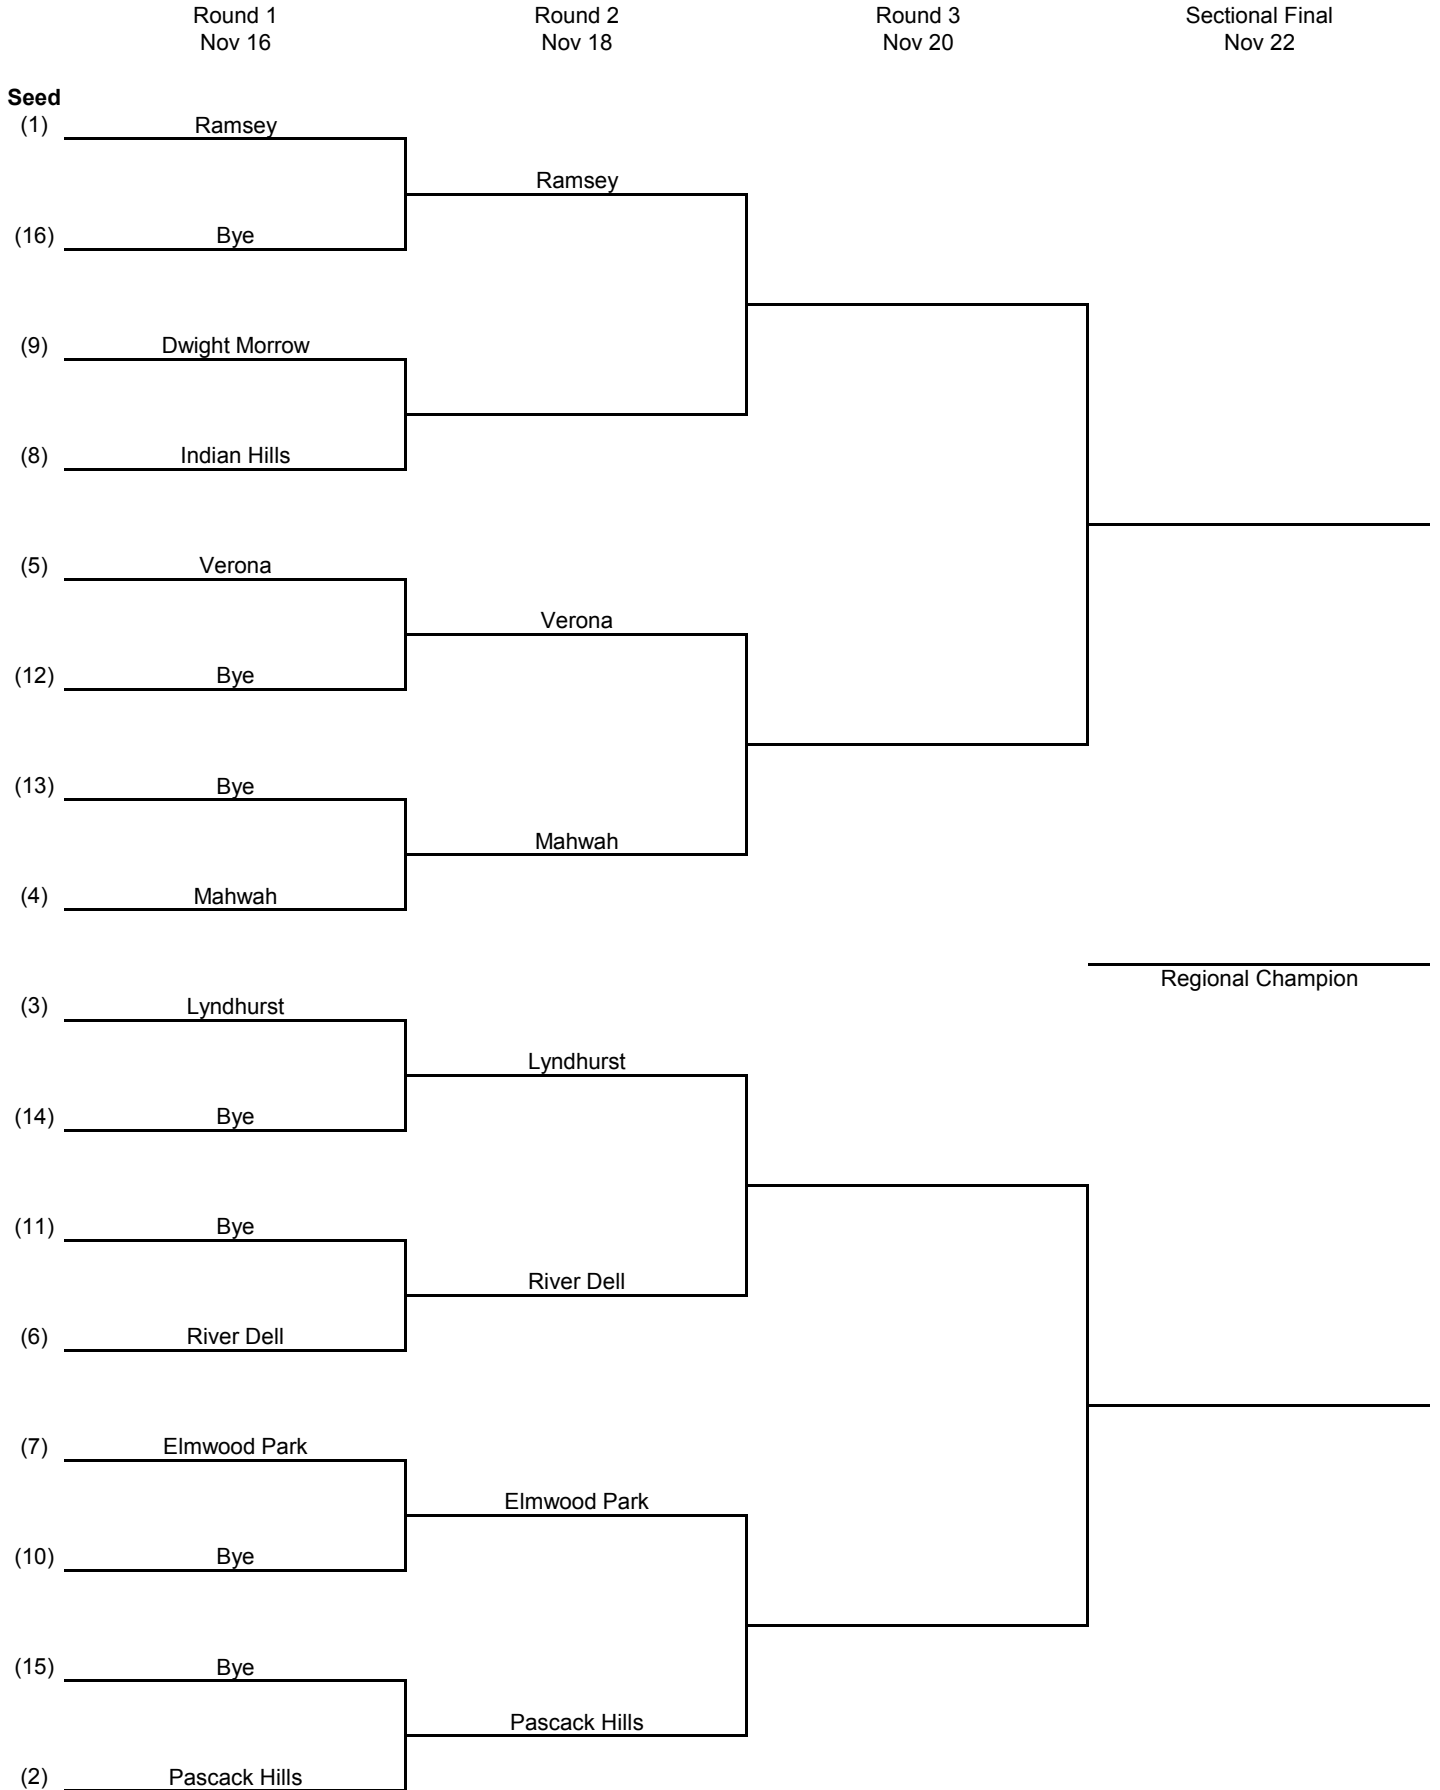 Round 1 Round 2 Round 3 Sectional Final
Nov 16 Nov 18 Nov 20 Nov 22
Seed
(1) Ramsey
Ramsey
(16) Bye
(9) Dwight Morrow
(8) Indian Hills
(5) Verona
Verona
(12) Bye
(13) Bye
Mahwah
(4) Mahwah
Regional Champion
(3) Lyndhurst
Lyndhurst
(14) Bye
(11) Bye
River Dell
(6) River Dell
(7) Elmwood Park
Elmwood Park
(10) Bye
(15) Bye
Pascack Hills
(2) Pascack Hills